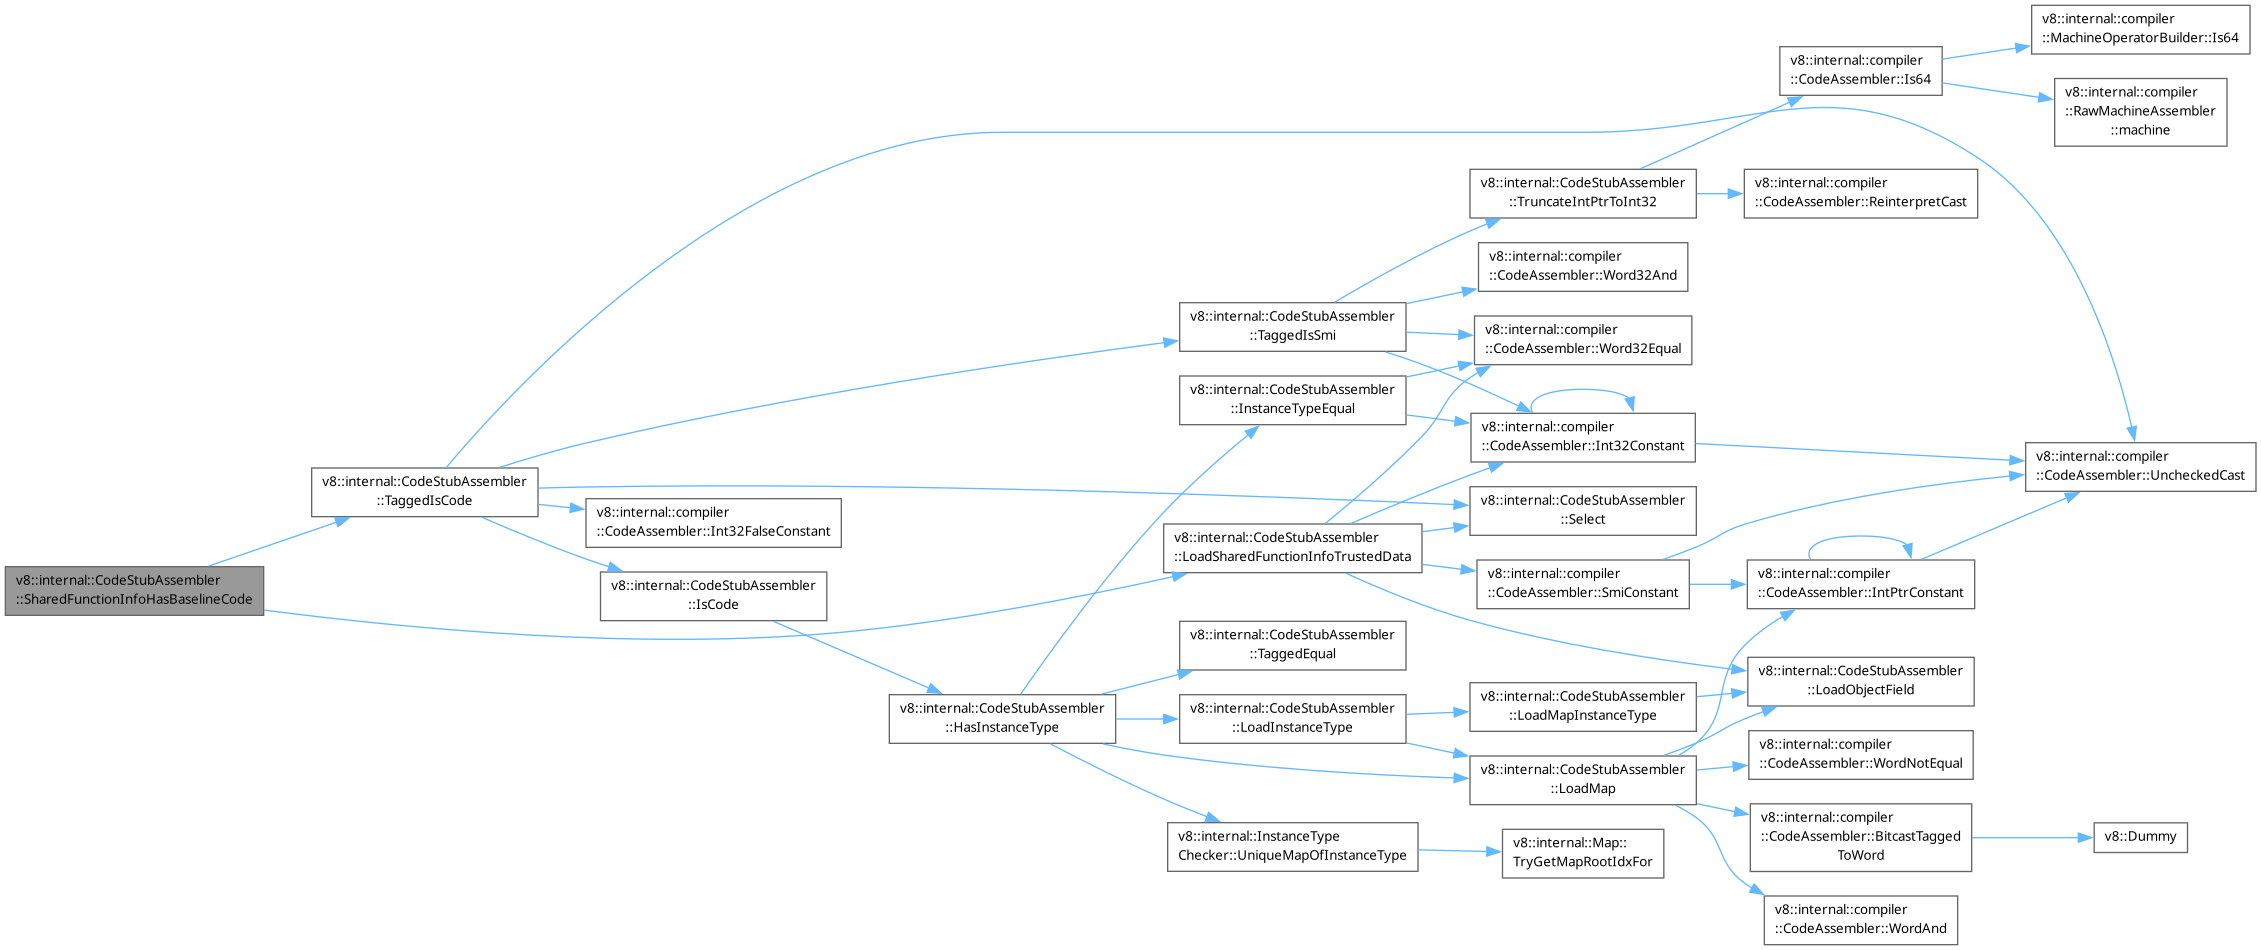 v8::internal::CodeStubAssembler
::SharedFunctionInfoHasBaselineCode
v8::internal::CodeStubAssembler
::TaggedIsCode
v8::internal::compiler
::CodeAssembler::Int32FalseConstant
v8::internal::CodeStubAssembler
::IsCode
v8::internal::CodeStubAssembler
::HasInstanceType
v8::internal::CodeStubAssembler
::TaggedIsSmi
v8::internal::CodeStubAssembler
::InstanceTypeEqual
v8::internal::CodeStubAssembler
::LoadSharedFunctionInfoTrustedData
v8::internal::CodeStubAssembler
::TaggedEqual
v8::internal::CodeStubAssembler
::LoadInstanceType
v8::internal::InstanceType
Checker::UniqueMapOfInstanceType
v8::internal::CodeStubAssembler
::TruncateIntPtrToInt32
v8::internal::compiler
::CodeAssembler::Word32And
v8::internal::compiler
::CodeAssembler::Word32Equal
v8::internal::compiler
::CodeAssembler::Int32Constant
v8::internal::CodeStubAssembler
::Select
v8::internal::compiler
::CodeAssembler::SmiConstant
v8::internal::CodeStubAssembler
::LoadMapInstanceType
v8::internal::CodeStubAssembler
::LoadMap
v8::internal::Map::
TryGetMapRootIdxFor
v8::internal::compiler
::CodeAssembler::Is64
v8::internal::compiler
::CodeAssembler::ReinterpretCast
v8::internal::compiler
::CodeAssembler::IntPtrConstant
v8::internal::CodeStubAssembler
::LoadObjectField
v8::internal::compiler
::CodeAssembler::WordNotEqual
v8::internal::compiler
::CodeAssembler::BitcastTagged
ToWord
v8::internal::compiler
::CodeAssembler::WordAnd
v8::internal::compiler
::MachineOperatorBuilder::Is64
v8::internal::compiler
::RawMachineAssembler
::machine
v8::internal::compiler
::CodeAssembler::UncheckedCast
v8::Dummy